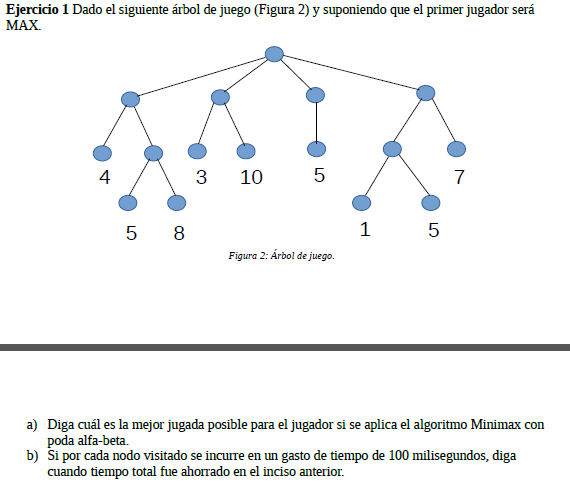 Ejercicio 1 Dado el siguiente árbol de juego (Figura 2) y suponiendo que el primer jugador será
MAX.
4
3
10
5
7
5
8
1
5
Figura 2: Árbol de juego.
a) Diga cuál es la mejor jugada posible para el jugador si se aplica el algoritmo Minimax con
poda alfa-beta.
b) Si por cada nodo visitado se incurre en un gasto de tiempo de 100 milisegundos, diga
cuando tiempo total fue ahorrado en el inciso anterior.